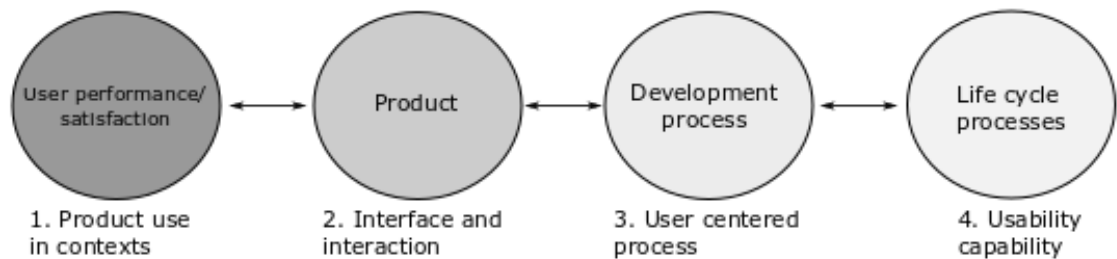 User performance/
satisfaction
Product
Development
process
Life cycle
processes
1. Product use
in contexts
2. Interface and
interaction
3. User centered
process
4. Usability
capability